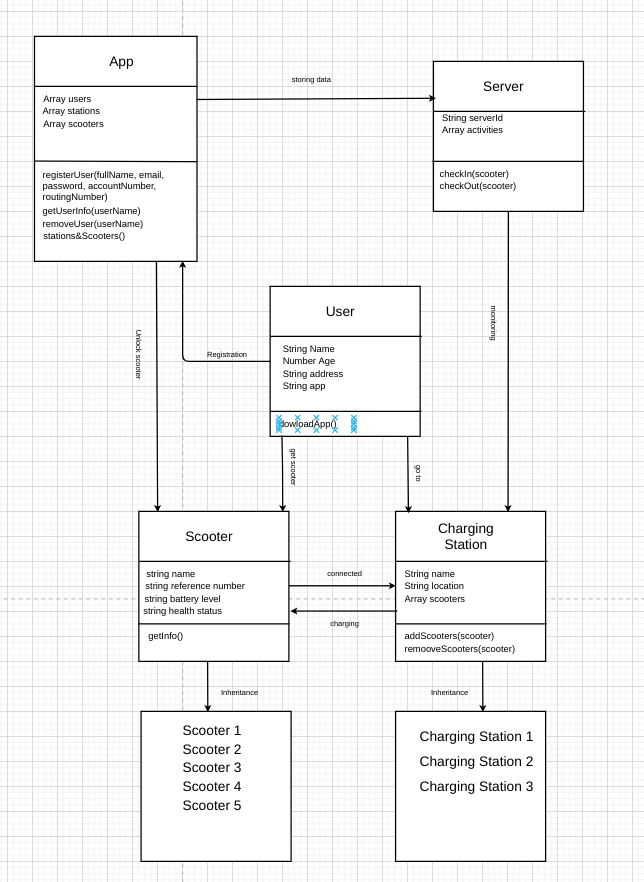 App
Array users
Array stations
Array scooters
registerUser(fullName, email,
password, accountNumber,
routingNumber)
getUserInfo(userName)
removeUser(userName)
stations&Scooters()
storing data
Server
String serverId
Array activities
checkIn(scooter)
checkOut(scooter)
Unlock scooter
Registration
User
String Name
Number Age
String address
String app
dowloadApp()
monitoring
get scooter
go to
Scooter
string name
string reference number
string battery level
string health status
getInfo()
connected
charging
Charging
Station
String name
String location
Array scooters
addScooters(scooter)
remooveScooters(scooter)
Inheritance
Inheritance
Scooter 1
Scooter 2
Scooter 3
Scooter 4
Scooter 5
Charging Station 1
Charging Station 2
Charging Station 3